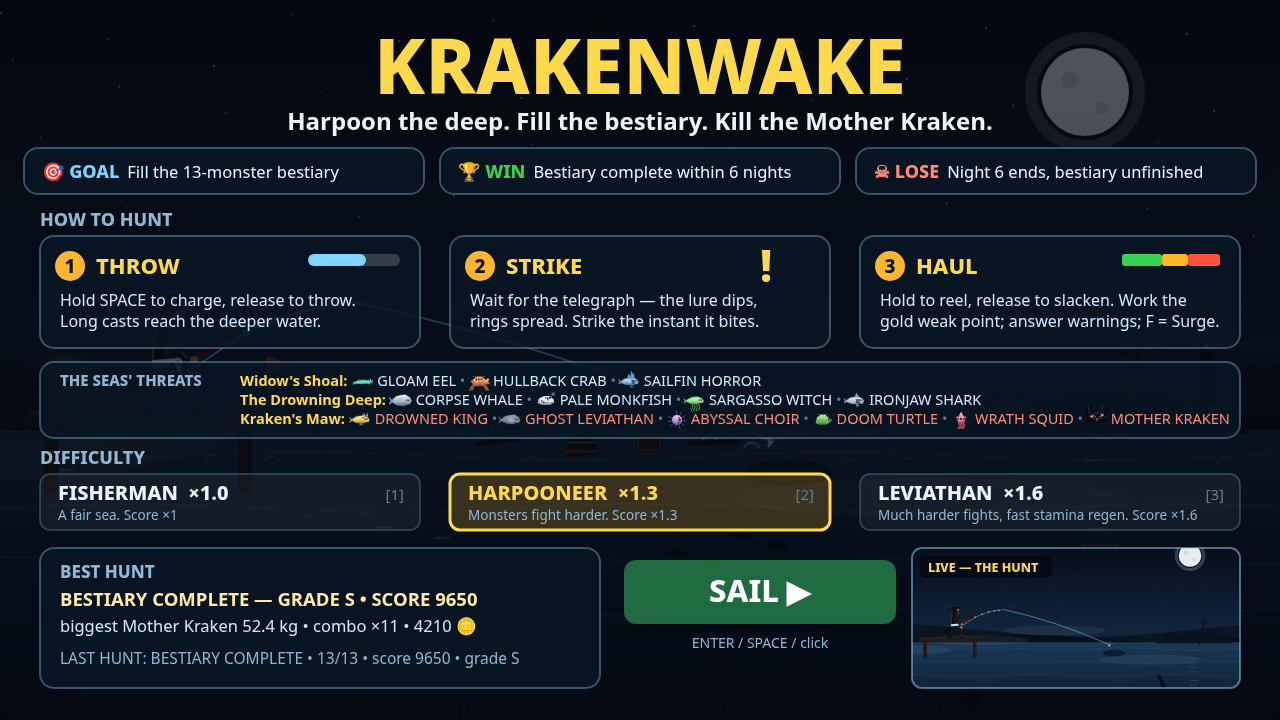 KRAKENWAKE
Harpoon the deep. Fill the bestiary. Kill the Mother Kraken.
🎯 GOAL Fill the 13-monster bestiary
🏆 WIN Bestiary complete within 6 nights
☠ LOSE Night 6 ends, bestiary unfinished
HOW TO HUNT
1 THROW
Hold SPACE to charge, release to throw.
Long casts reach the deeper water.
2 STRIKE !
Wait for the telegraph — the lure dips,
rings spread. Strike the instant it bites.
3 HAUL
Hold to reel, release to slacken. Work the
gold weak point; answer warnings; F = Surge.
THE SEAS' THREATS
Widow's Shoal: GLOAM EEL • HULLBACK CRAB • SAILFIN HORROR
The Drowning Deep: CORPSE WHALE • PALE MONKFISH • SARGASSO WITCH • IRONJAW SHARK
Kraken's Maw: DROWNED KING • GHOST LEVIATHAN • ABYSSAL CHOIR • DOOM TURTLE • WRATH SQUID • MOTHER KRAKEN
DIFFICULTY
FISHERMAN ×1.0 [1]
A fair sea. Score ×1
HARPOONEER ×1.3 [2]
Monsters fight harder. Score ×1.3
LEVIATHAN ×1.6 [3]
Much harder fights, fast stamina regen. Score ×1.6
BEST HUNT
BESTIARY COMPLETE — GRADE S • SCORE 9650
biggest Mother Kraken 52.4 kg • combo ×11 • 4210 🪙
LAST HUNT: BESTIARY COMPLETE • 13/13 • score 9650 • grade S
SAIL ▶
ENTER / SPACE / click
LIVE — THE HUNT